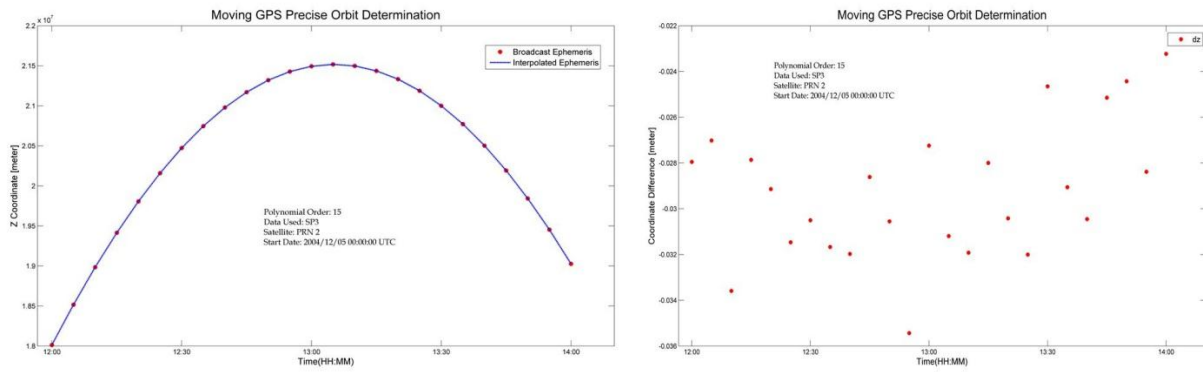 Moving GPS Precise Orbit Determination
2.2 x 10^7
2.15
2.1
2.05
2
1.95
1.9
1.85
1.8
Z Coordinate [meter]
Broadcast Ephemeris
Interpolated Ephemeris
Polynomial Order: 15
Data Used: SP3
Satellite: PRN 2
Start Date: 2004/12/05 00:00:00 UTC
12:00 12:30 13:00 13:30 14:00
Time(HH:MM)
Moving GPS Precise Orbit Determination
-0.022
-0.024
-0.026
-0.028
-0.03
-0.032
-0.034
-0.036
Coordinate Difference [meter]
dz
Polynomial Order: 15
Data Used: SP3
Satellite: PRN 2
Start Date: 2004/12/05 00:00:00 UTC
12:00 12:30 13:00 13:30 14:00
Time(HH:MM)